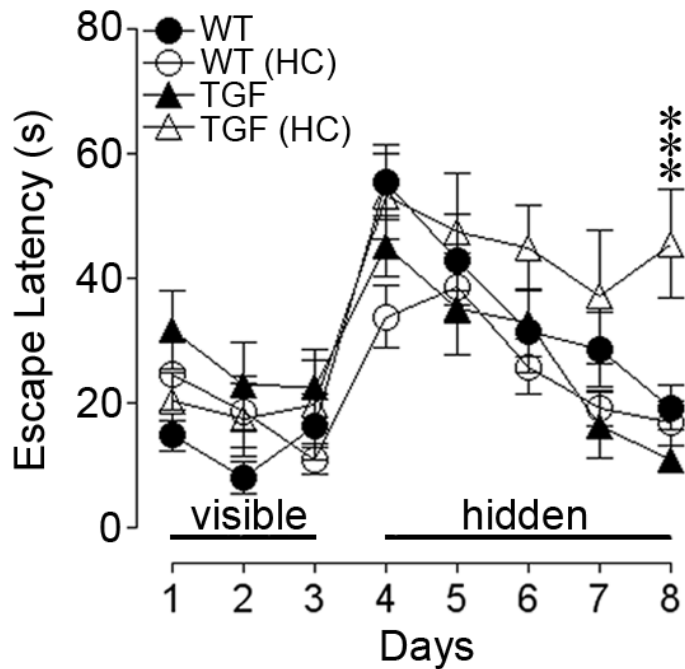 80
60
40
20
0
Escape Latency (s)
WT
WT (HC)
TGF
TGF (HC)
***
visible
hidden
1 2 3 4 5 6 7 8
Days